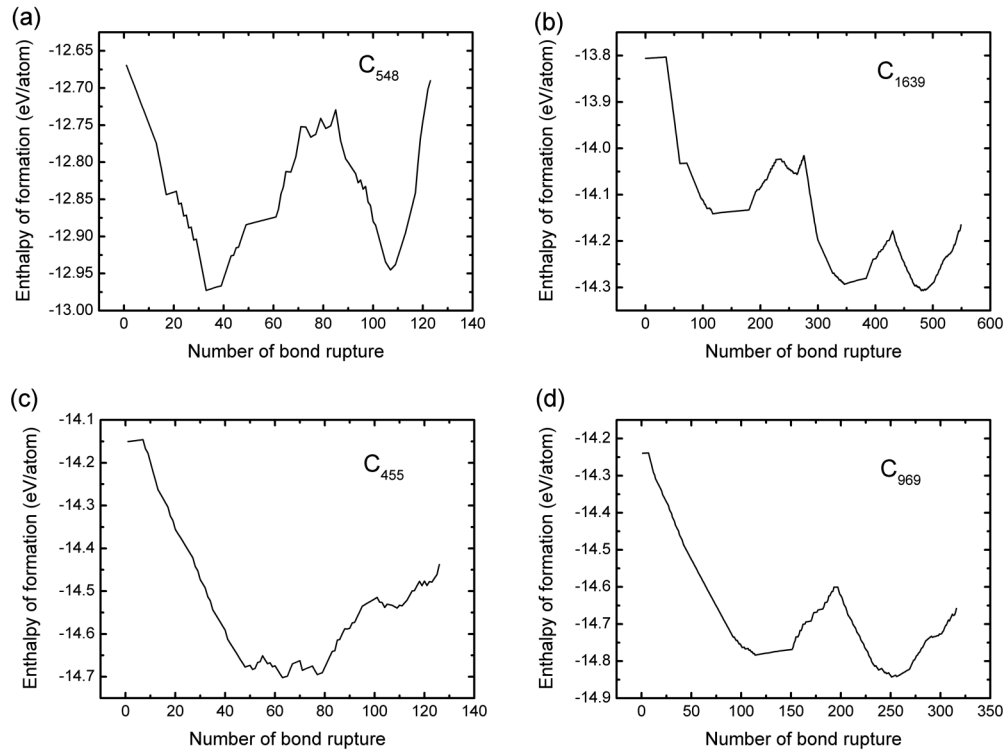 (a)
C548
-12.65
-12.70
-12.75
-12.80
-12.85
-12.90
-12.95
-13.00
Enthalpy of formation (eV/atom)
0 20 40 60 80 100 120 140
Number of bond rupture
(b)
C1639
-13.8
-13.9
-14.0
-14.1
-14.2
-14.3
Enthalpy of formation (eV/atom)
0 100 200 300 400 500 600
Number of bond rupture
(c)
C455
-14.1
-14.2
-14.3
-14.4
-14.5
-14.6
-14.7
Enthalpy of formation (eV/atom)
0 20 40 60 80 100 120 140
Number of bond rupture
(d)
C969
-14.2
-14.3
-14.4
-14.5
-14.6
-14.7
-14.8
-14.9
Enthalpy of formation (eV/atom)
0 50 100 150 200 250 300 350
Number of bond rupture